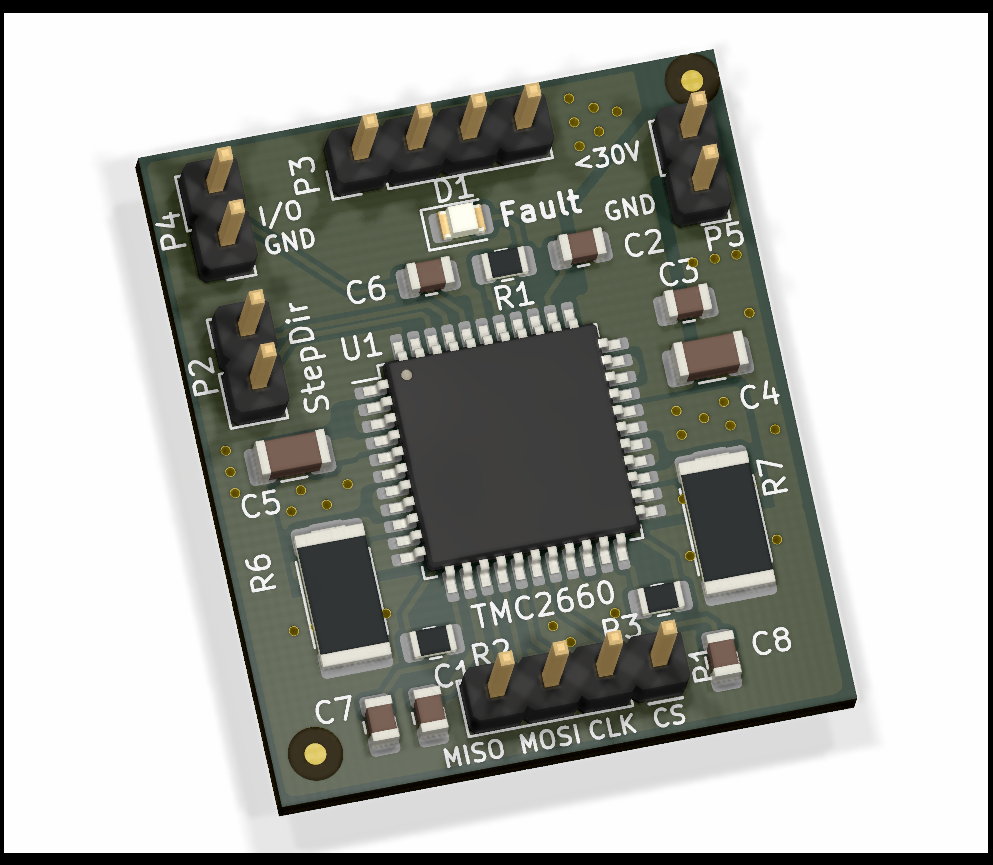 P3
D1
<30V
P4
I/O
GND
Fault
GND
P5
C6
R1
C2
C3
U1
P2
StepDir
C4
C5
R7
R6
TMC2660
R3
R2
C1
P1
C8
C7
MISO MOSI CLK CS